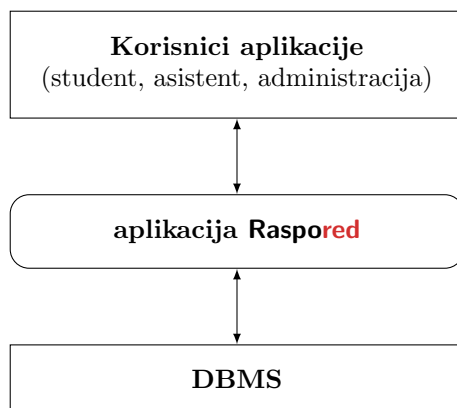 Korisnici aplikacije
(student, asistent, administracija)
aplikacija Raspored
DBMS